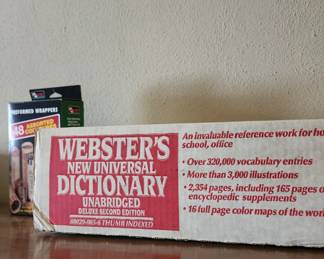 PREFORMED WRAPPERS
48 ASSORTED
WEBSTER'S
NEW UNIVERSAL
DICTIONARY
UNABRIDGED
DELUXE SECOND EDITION
THUMB INDEXED
An invaluable reference work for
school, office
• Over 320,000 vocabulary entries
• More than 3,000 illustrations
• 2,354 pages, including 165 pages
encyclopedic supplements
• 16 full page color maps of the